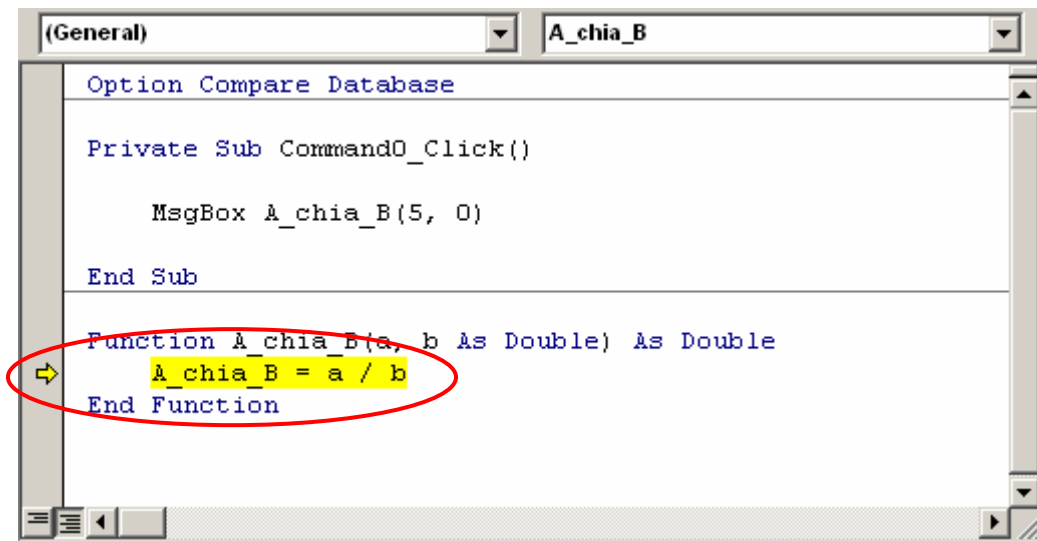 (General) A_chia_B
Option Compare Database
Private Sub Command0_Click()
MsgBox A_chia_B(5, 0)
End Sub
Function A_chia_B(a, b As Double) As Double
A_chia_B = a / b
End Function